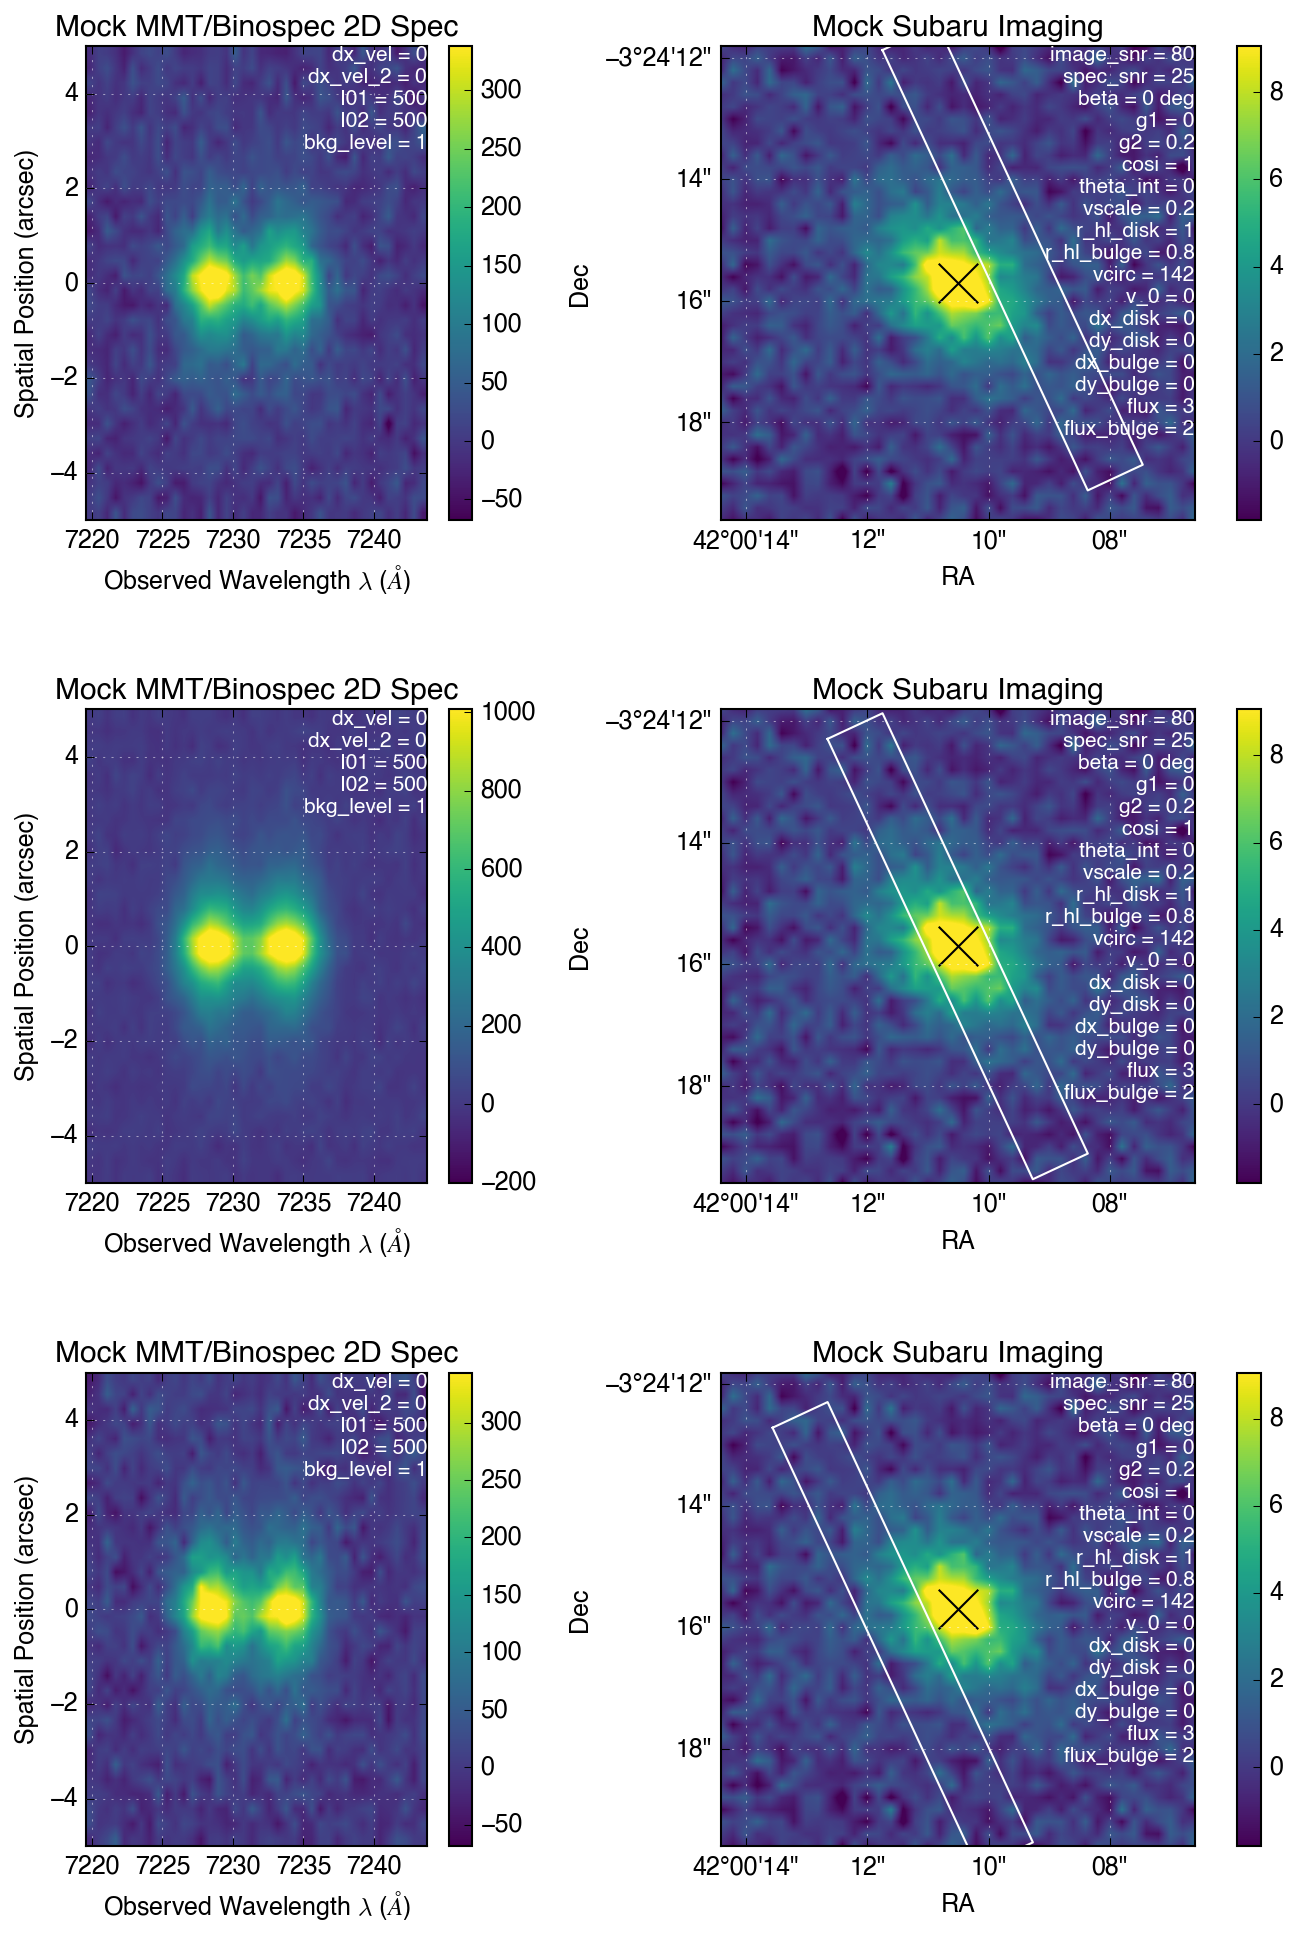 Mock MMT/Binospec 2D Spec
dx_vel = 0
dx_vel_2 = 0
I01 = 500
I02 = 500
bkg_level = 1
4
2
0
−2
−4
Spatial Position (arcsec)
7220 7225 7230 7235 7240
Observed Wavelength λ (Å)
300
250
200
150
100
50
0
−50
Mock Subaru Imaging
image_snr = 80
spec_snr = 25
beta = 0 deg
g1 = 0
g2 = 0.2
cosi = 1
theta_int = 0
vscale = 0.2
r_hl_disk = 1
r_hl_bulge = 0.8
vcirc = 142
v_0 = 0
dx_disk = 0
dy_disk = 0
dx_bulge = 0
dy_bulge = 0
flux = 3
flux_bulge = 2
−3°24'12"
14"
16"
18"
Dec
42°00'14" 12" 10" 08"
RA
8
6
4
2
0
Mock MMT/Binospec 2D Spec
dx_vel = 0
dx_vel_2 = 0
I01 = 500
I02 = 500
bkg_level = 1
4
2
0
−2
−4
Spatial Position (arcsec)
7220 7225 7230 7235 7240
Observed Wavelength λ (Å)
1000
800
600
400
200
0
−200
Mock Subaru Imaging
image_snr = 80
spec_snr = 25
beta = 0 deg
g1 = 0
g2 = 0.2
cosi = 1
theta_int = 0
vscale = 0.2
r_hl_disk = 1
r_hl_bulge = 0.8
vcirc = 142
v_0 = 0
dx_disk = 0
dy_disk = 0
dx_bulge = 0
dy_bulge = 0
flux = 3
flux_bulge = 2
−3°24'12"
14"
16"
18"
Dec
42°00'14" 12" 10" 08"
RA
8
6
4
2
0
Mock MMT/Binospec 2D Spec
dx_vel = 0
dx_vel_2 = 0
I01 = 500
I02 = 500
bkg_level = 1
4
2
0
−2
−4
Spatial Position (arcsec)
7220 7225 7230 7235 7240
Observed Wavelength λ (Å)
300
250
200
150
100
50
0
−50
Mock Subaru Imaging
image_snr = 80
spec_snr = 25
beta = 0 deg
g1 = 0
g2 = 0.2
cosi = 1
theta_int = 0
vscale = 0.2
r_hl_disk = 1
r_hl_bulge = 0.8
vcirc = 142
v_0 = 0
dx_disk = 0
dy_disk = 0
dx_bulge = 0
dy_bulge = 0
flux = 3
flux_bulge = 2
−3°24'12"
14"
16"
18"
Dec
42°00'14" 12" 10" 08"
RA
8
6
4
2
0